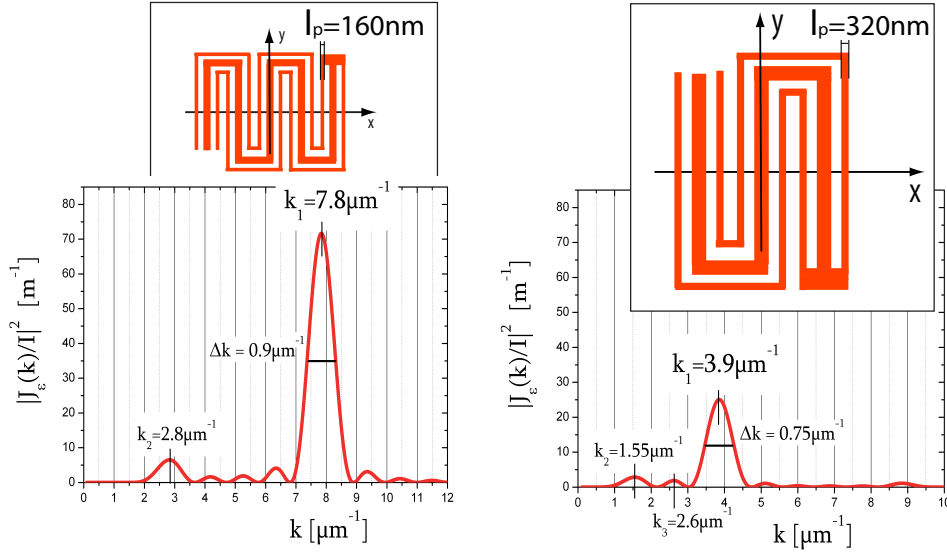 lp=160nm
y
x
k₁=7.8μm⁻¹
Δk = 0.9μm⁻¹
k₂=2.8μm⁻¹
|Jε(k)/I|² [m⁻¹]
80
70
60
50
40
30
20
10
0
0 1 2 3 4 5 6 7 8 9 10 11 12
k [μm⁻¹]
lp=320nm
y
x
k₁=3.9μm⁻¹
Δk = 0.75μm⁻¹
k₂=1.55μm⁻¹
k₃=2.6μm⁻¹
|Jε(k)/I|² [m⁻¹]
80
70
60
50
40
30
20
10
0
0 1 2 3 4 5 6 7 8 9 10
k [μm⁻¹]